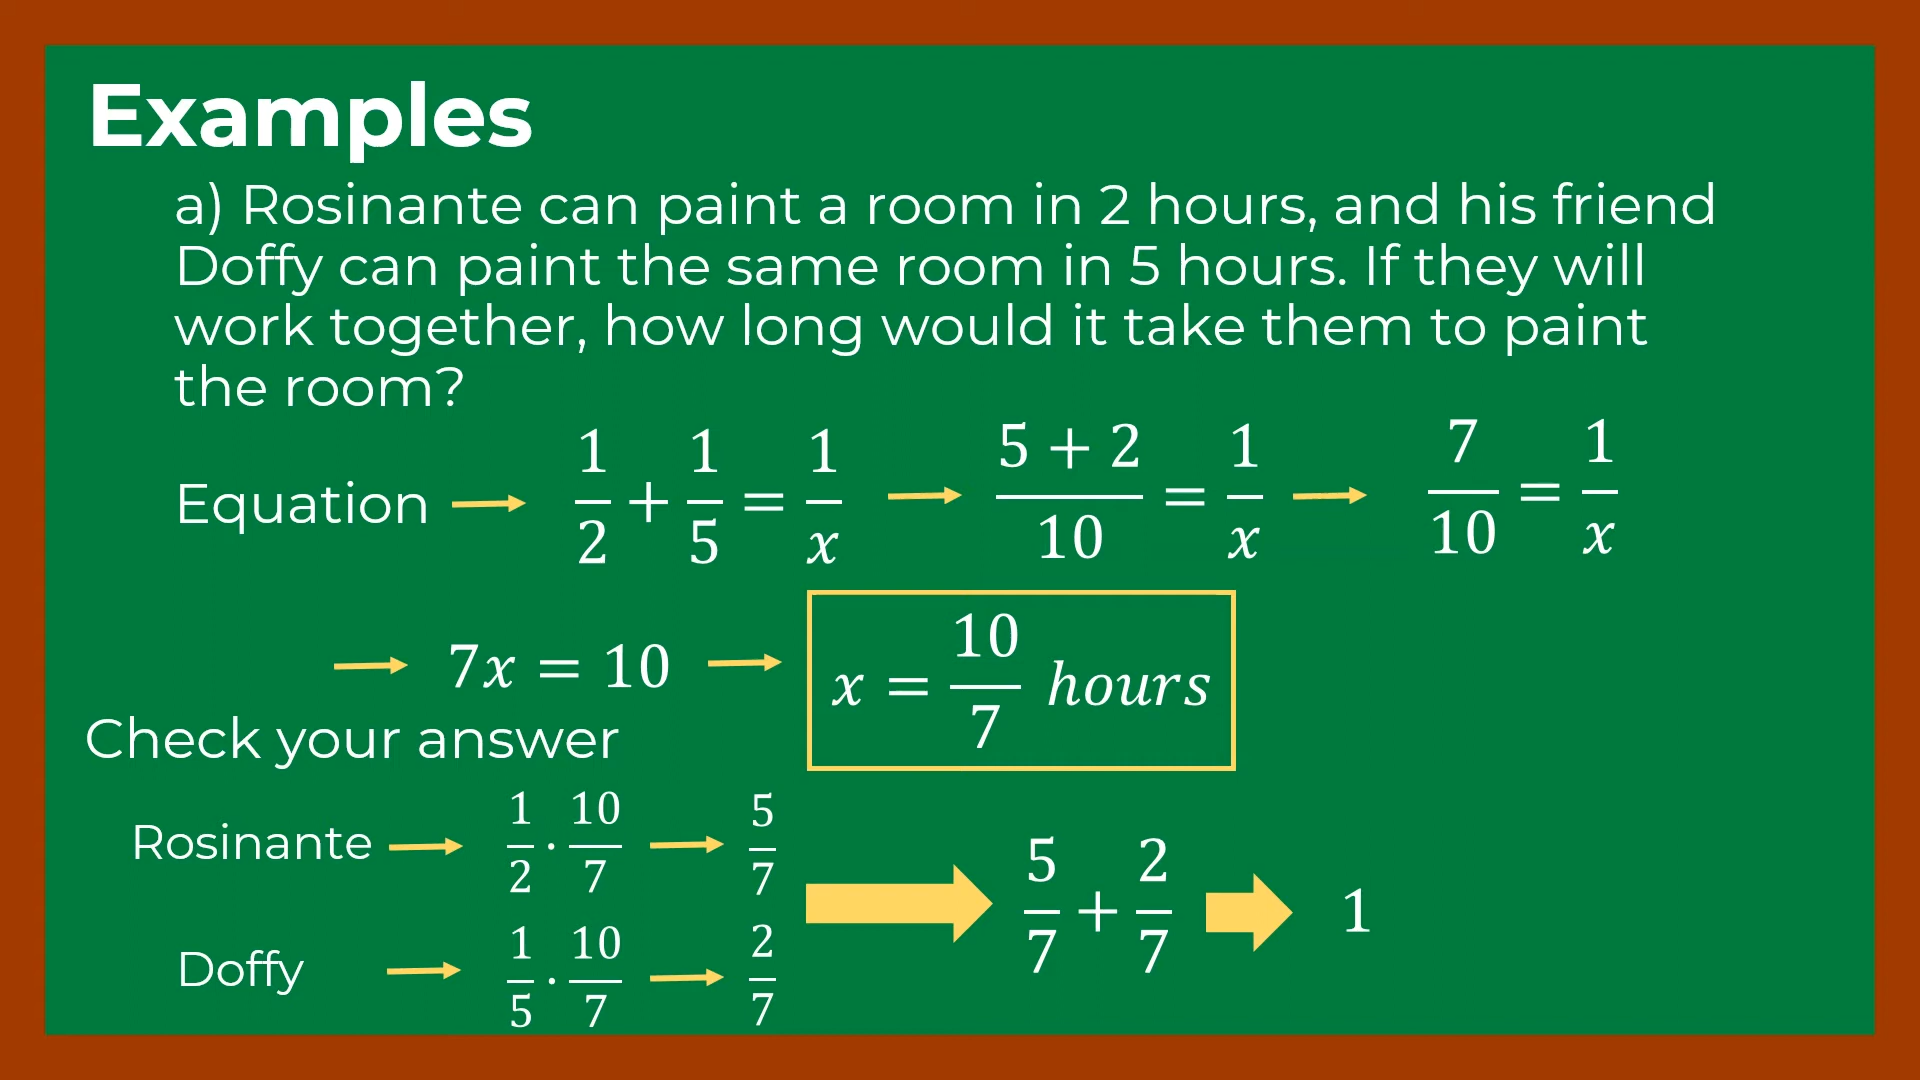 Examples
a) Rosinante can paint a room in 2 hours, and his friend
Doffy can paint the same room in 5 hours. If they will
work together, how long would it take them to paint
the room?
Equation → 1/2 + 1/5 = 1/x → (5 + 2)/10 = 1/x → 7/10 = 1/x
→ 7x = 10 → x = 10/7 hours
Check your answer
Rosinante → 1/2 · 10/7 → 5/7
Doffy → 1/5 · 10/7 → 2/7
5/7 + 2/7 → 1